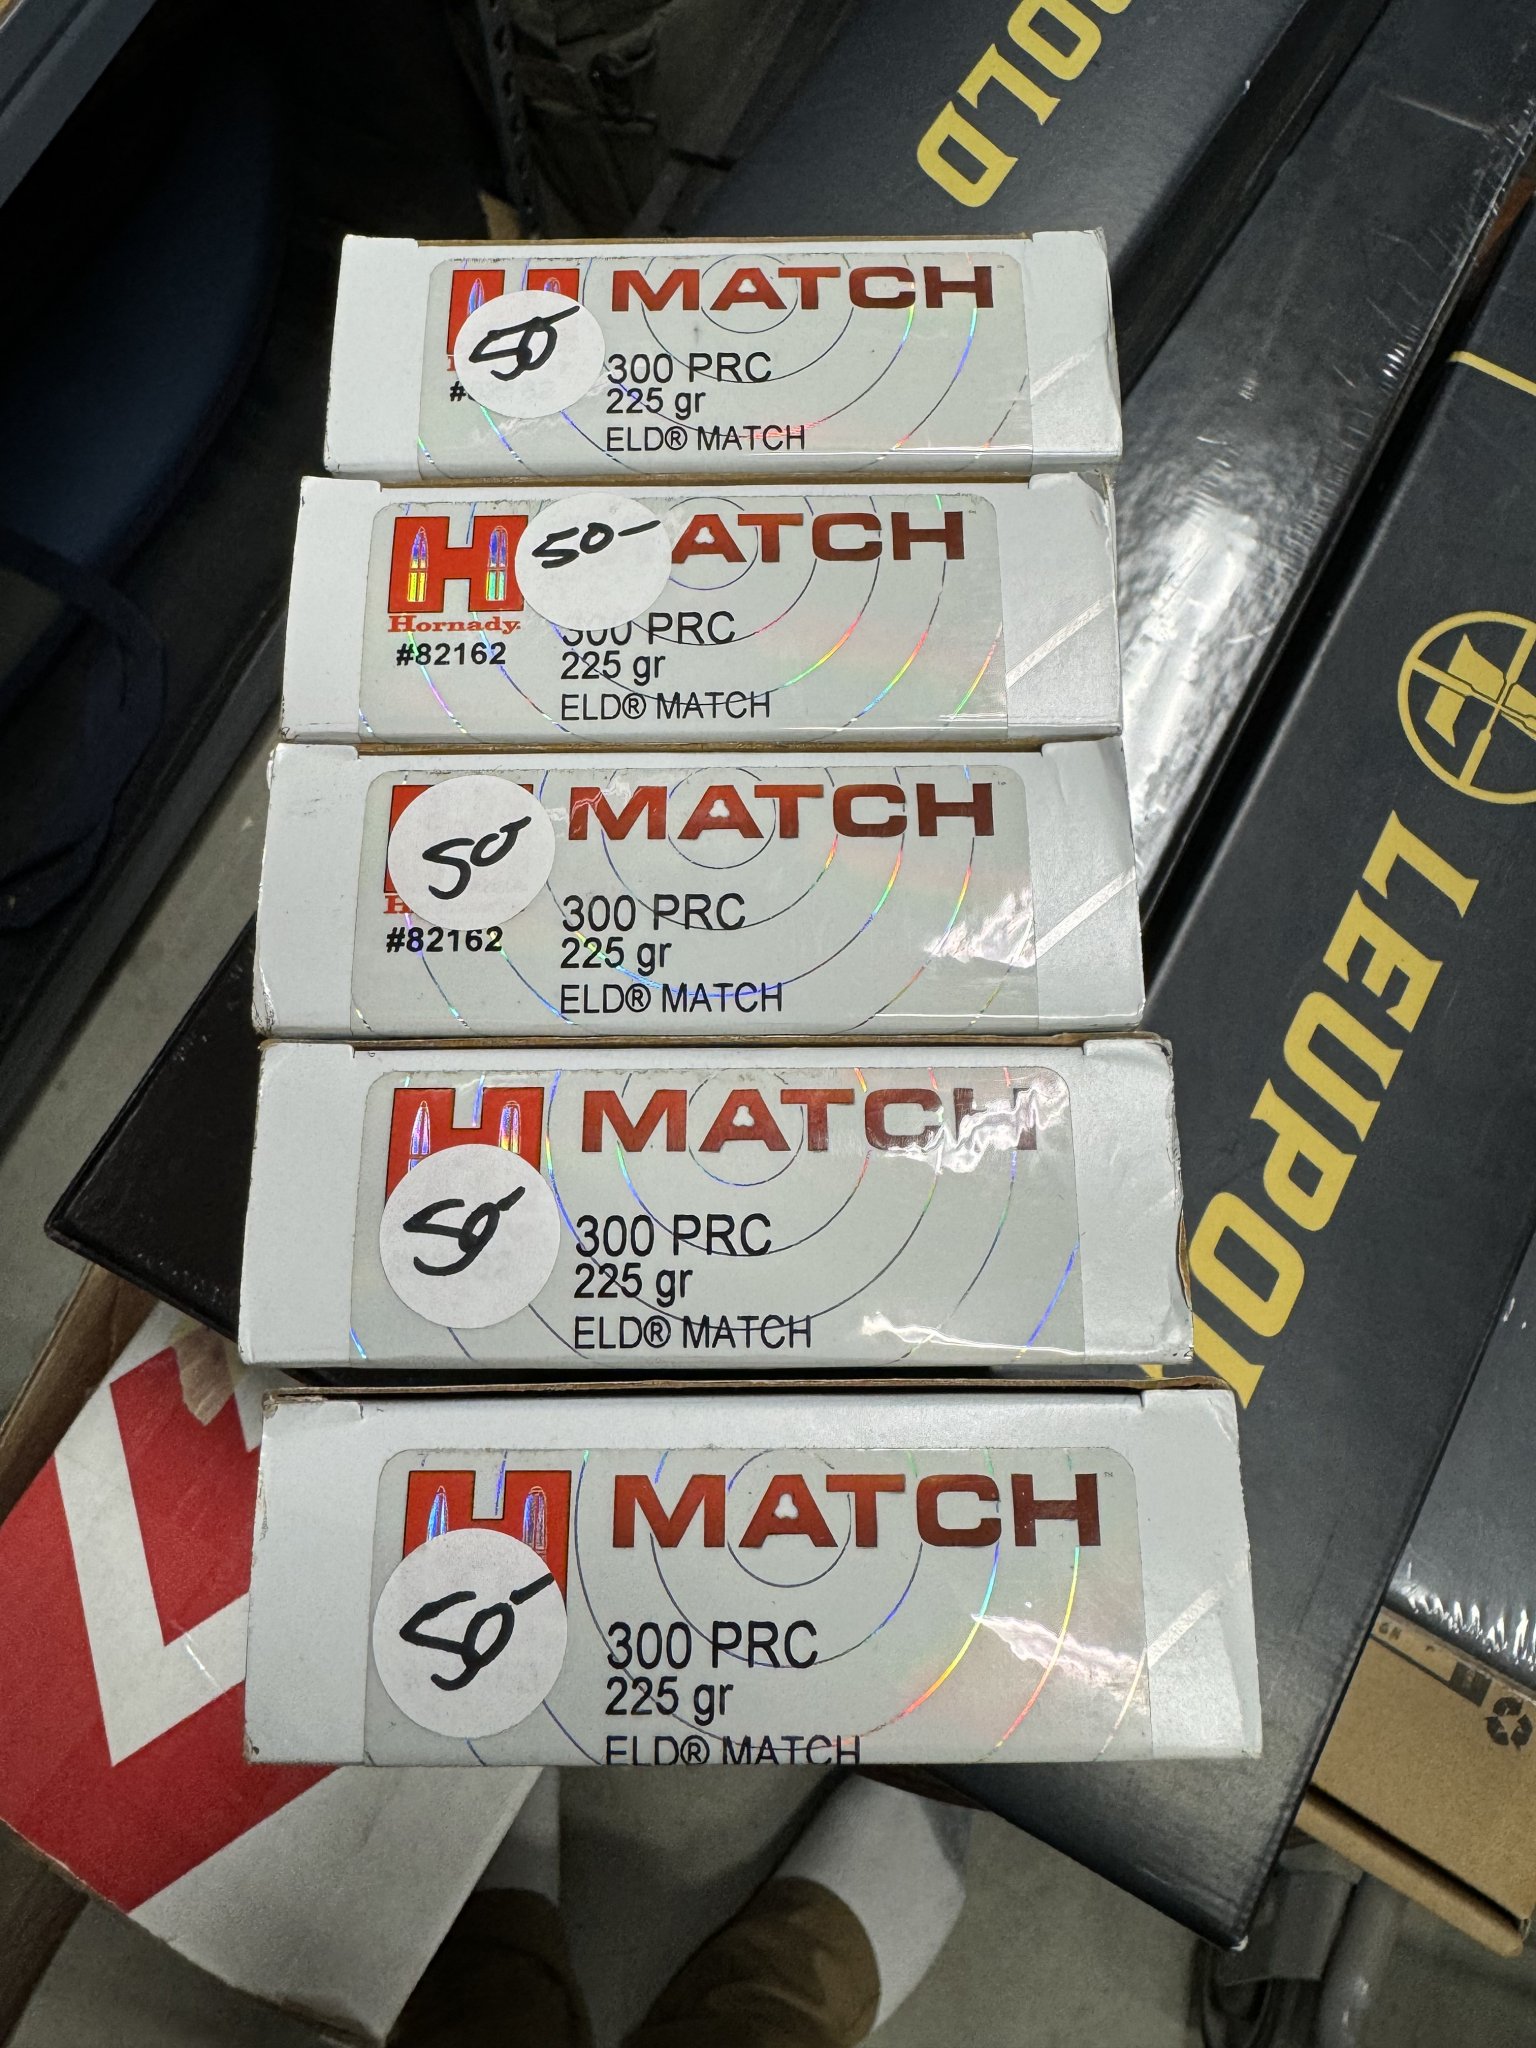 LEUPOLD
OLD
MATCH
50-
300 PRC
225 gr
ELD® MATCH
50-
ATCH
Hornady.
#82162
300 PRC
225 gr
ELD® MATCH
MATCH
50-
300 PRC
#82162
225 gr
ELD® MATCH
MATCH
50-
300 PRC
225 gr
ELD® MATCH
MATCH
50-
300 PRC
225 gr
ELD® MATCH